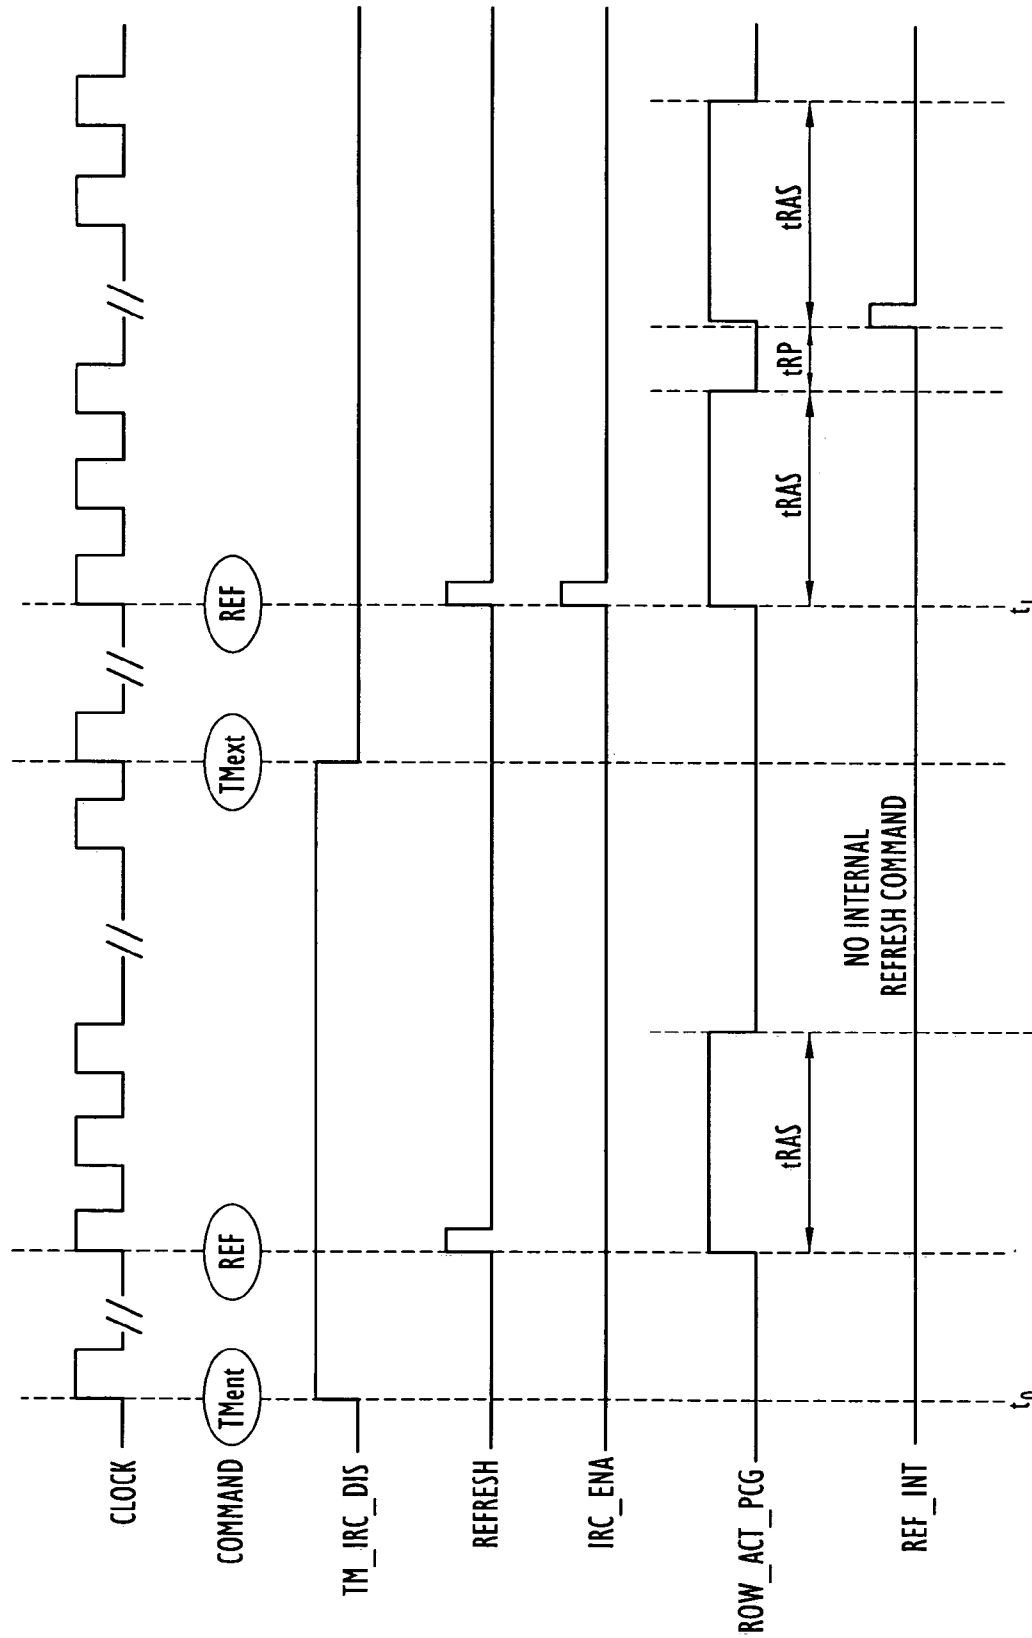 CLOCK
COMMAND TMent REF TMext REF
TM_IRC_DIS
REFRESH
IRC_ENA
ROW_ACT_PCG
tRAS tRAS tRP tRAS
REF_INT
NO INTERNAL
REFRESH COMMAND
t0 t1